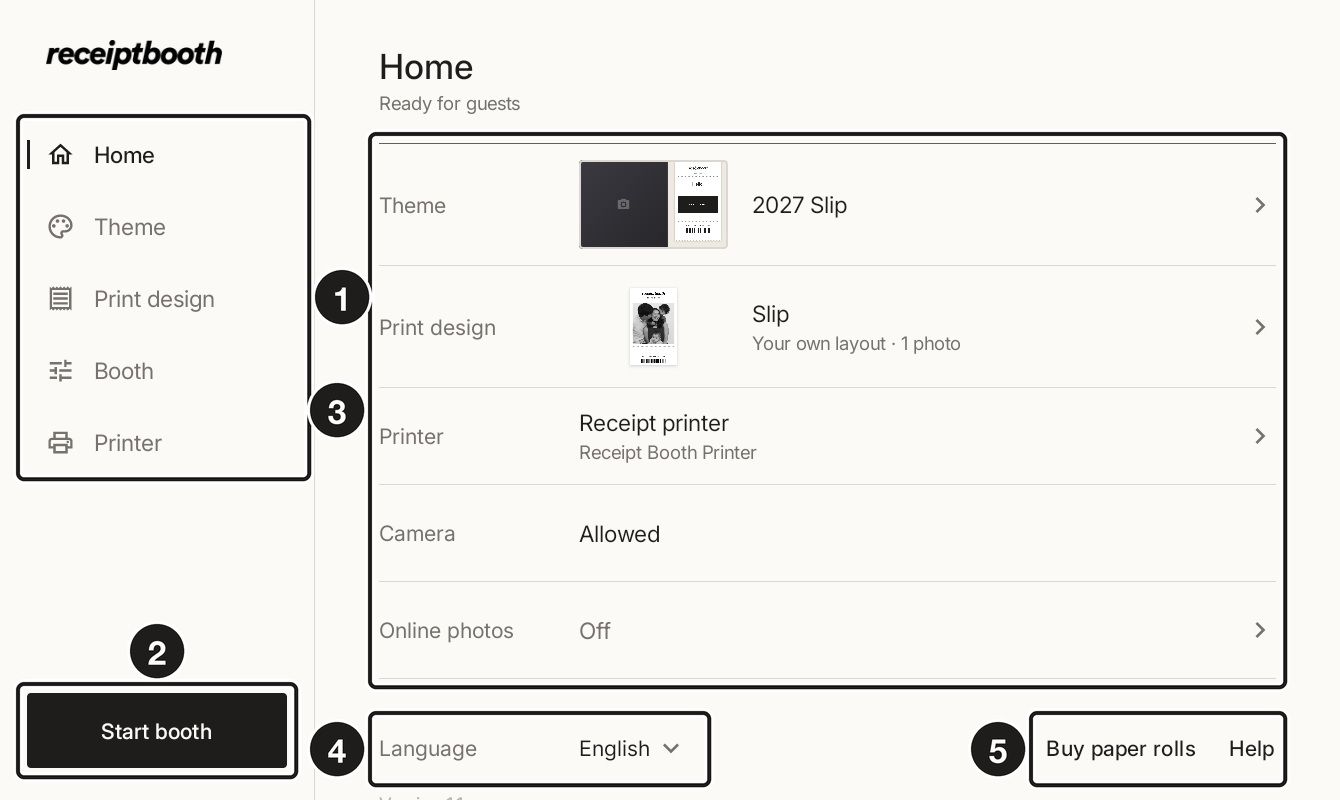 receiptbooth
Home
Theme
Print design
Booth
Printer
2
Start booth
Home
Ready for guests
1
3
Theme
2027 Slip
Print design
Slip
Your own layout · 1 photo
Printer
Receipt printer
Receipt Booth Printer
Camera
Allowed
Online photos
Off
4
Language
English
5
Buy paper rolls
Help